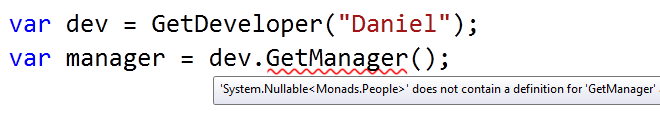 var dev = GetDeveloper("Daniel");
var manager = dev.GetManager();
'System.Nullable<Monads.People>' does not contain a definition for 'GetManager'